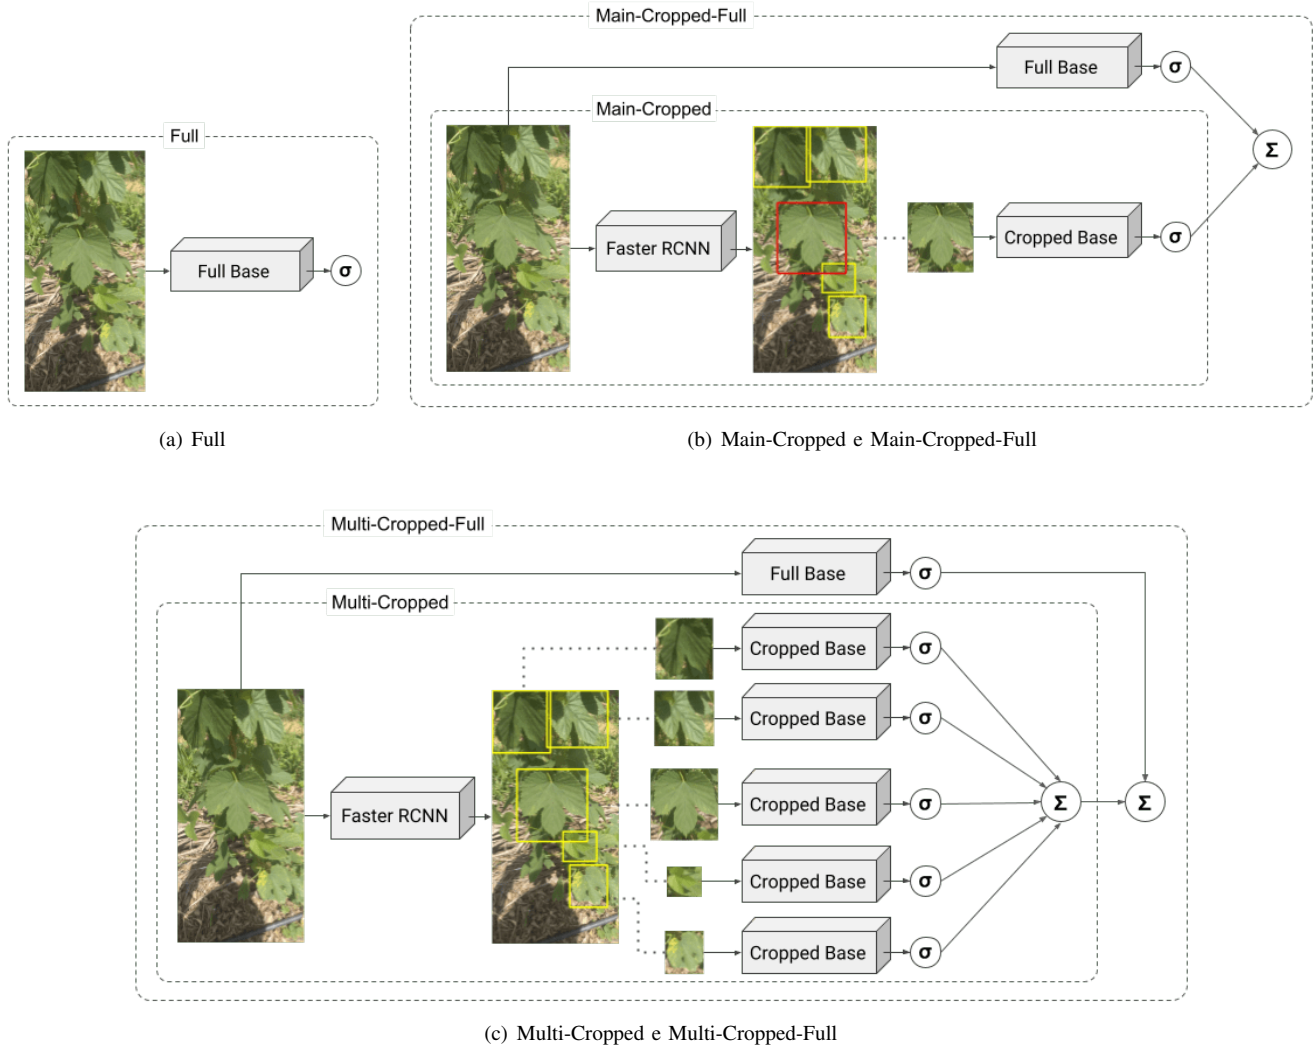 Full
Full Base
σ
(a) Full
Main-Cropped-Full
Full Base
σ
Main-Cropped
Σ
Faster RCNN
Cropped Base
σ
(b) Main-Cropped e Main-Cropped-Full
Multi-Cropped-Full
Full Base
σ
Multi-Cropped
Cropped Base
σ
Cropped Base
σ
Faster RCNN
Cropped Base
σ
Σ
Σ
Cropped Base
σ
Cropped Base
σ
(c) Multi-Cropped e Multi-Cropped-Full